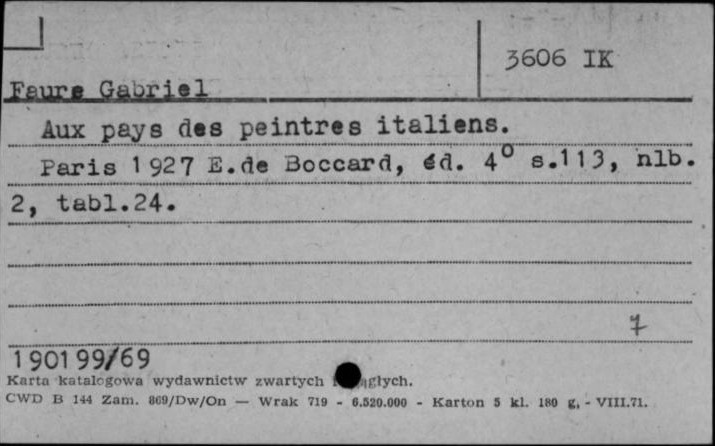 3606 IK
Faure Gabriel
Aux pays des peintres italiens.
Paris 1927 E.de Boccard, éd. 4° s.113, nlb.
2, tabl.24.
7
190199/69
Karta katalogowa wydawnictw zwartych
CWD B 144 Zam. 869/Dw/On — Wrak 719 - 6.520.000 - Karton 5 kl. 180 g, - VIII.71.